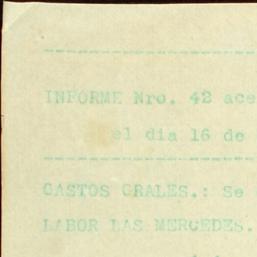 INFORME Nro. 42 ace
el dia 16 de
GASTOS GRALES.: Se
LABOR LAS MERCEDES.